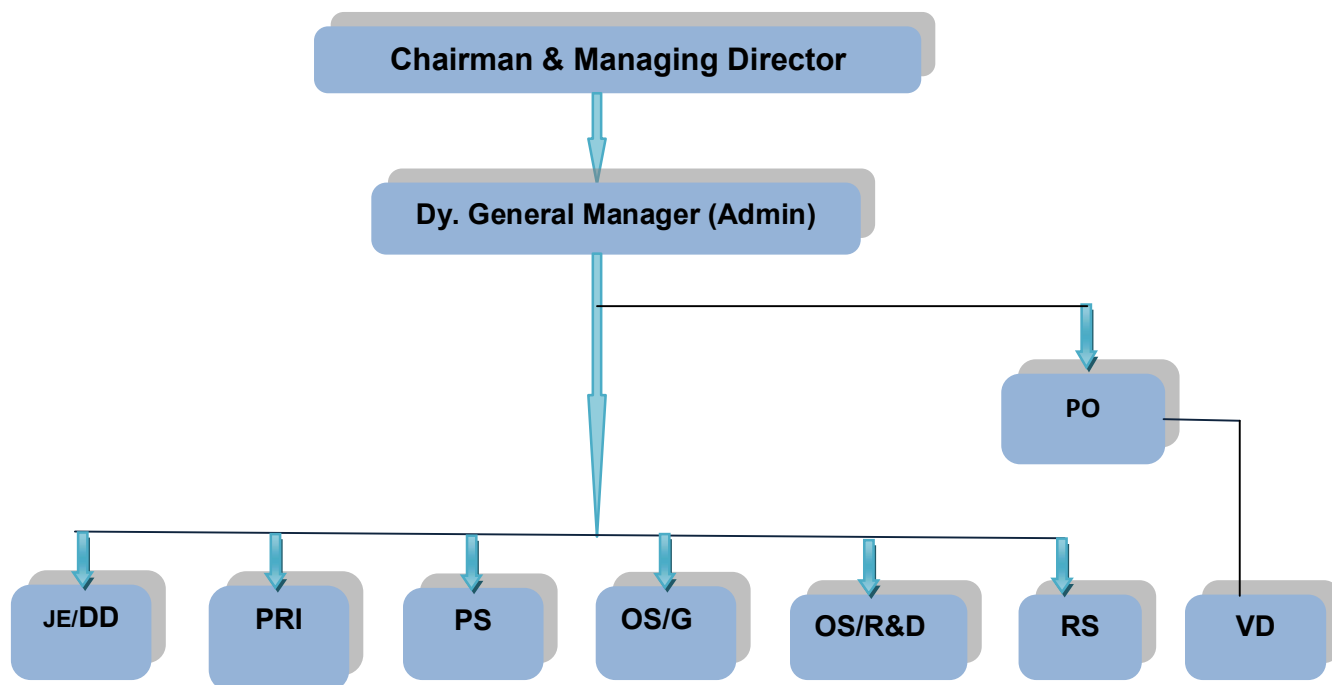 Chairman & Managing Director
Dy. General Manager (Admin)
PO
JE/DD
PRI
PS
OS/G
OS/R&D
RS
VD